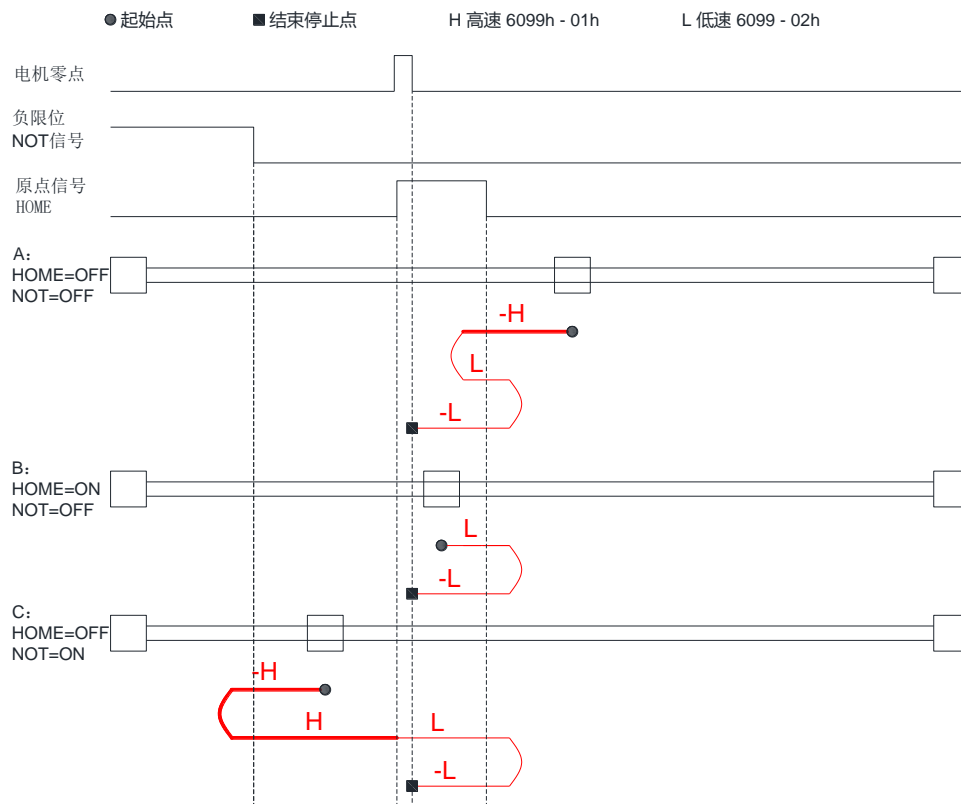 起始点 结束停止点 H 高速 6099h - 01h L 低速 6099 - 02h
电机零点
负限位
NOT信号
原点信号
HOME
A:
HOME=OFF
NOT=OFF
-H
L
-L
B:
HOME=ON
NOT=OFF
L
-L
C:
HOME=OFF
NOT=ON
-H
H L
-L